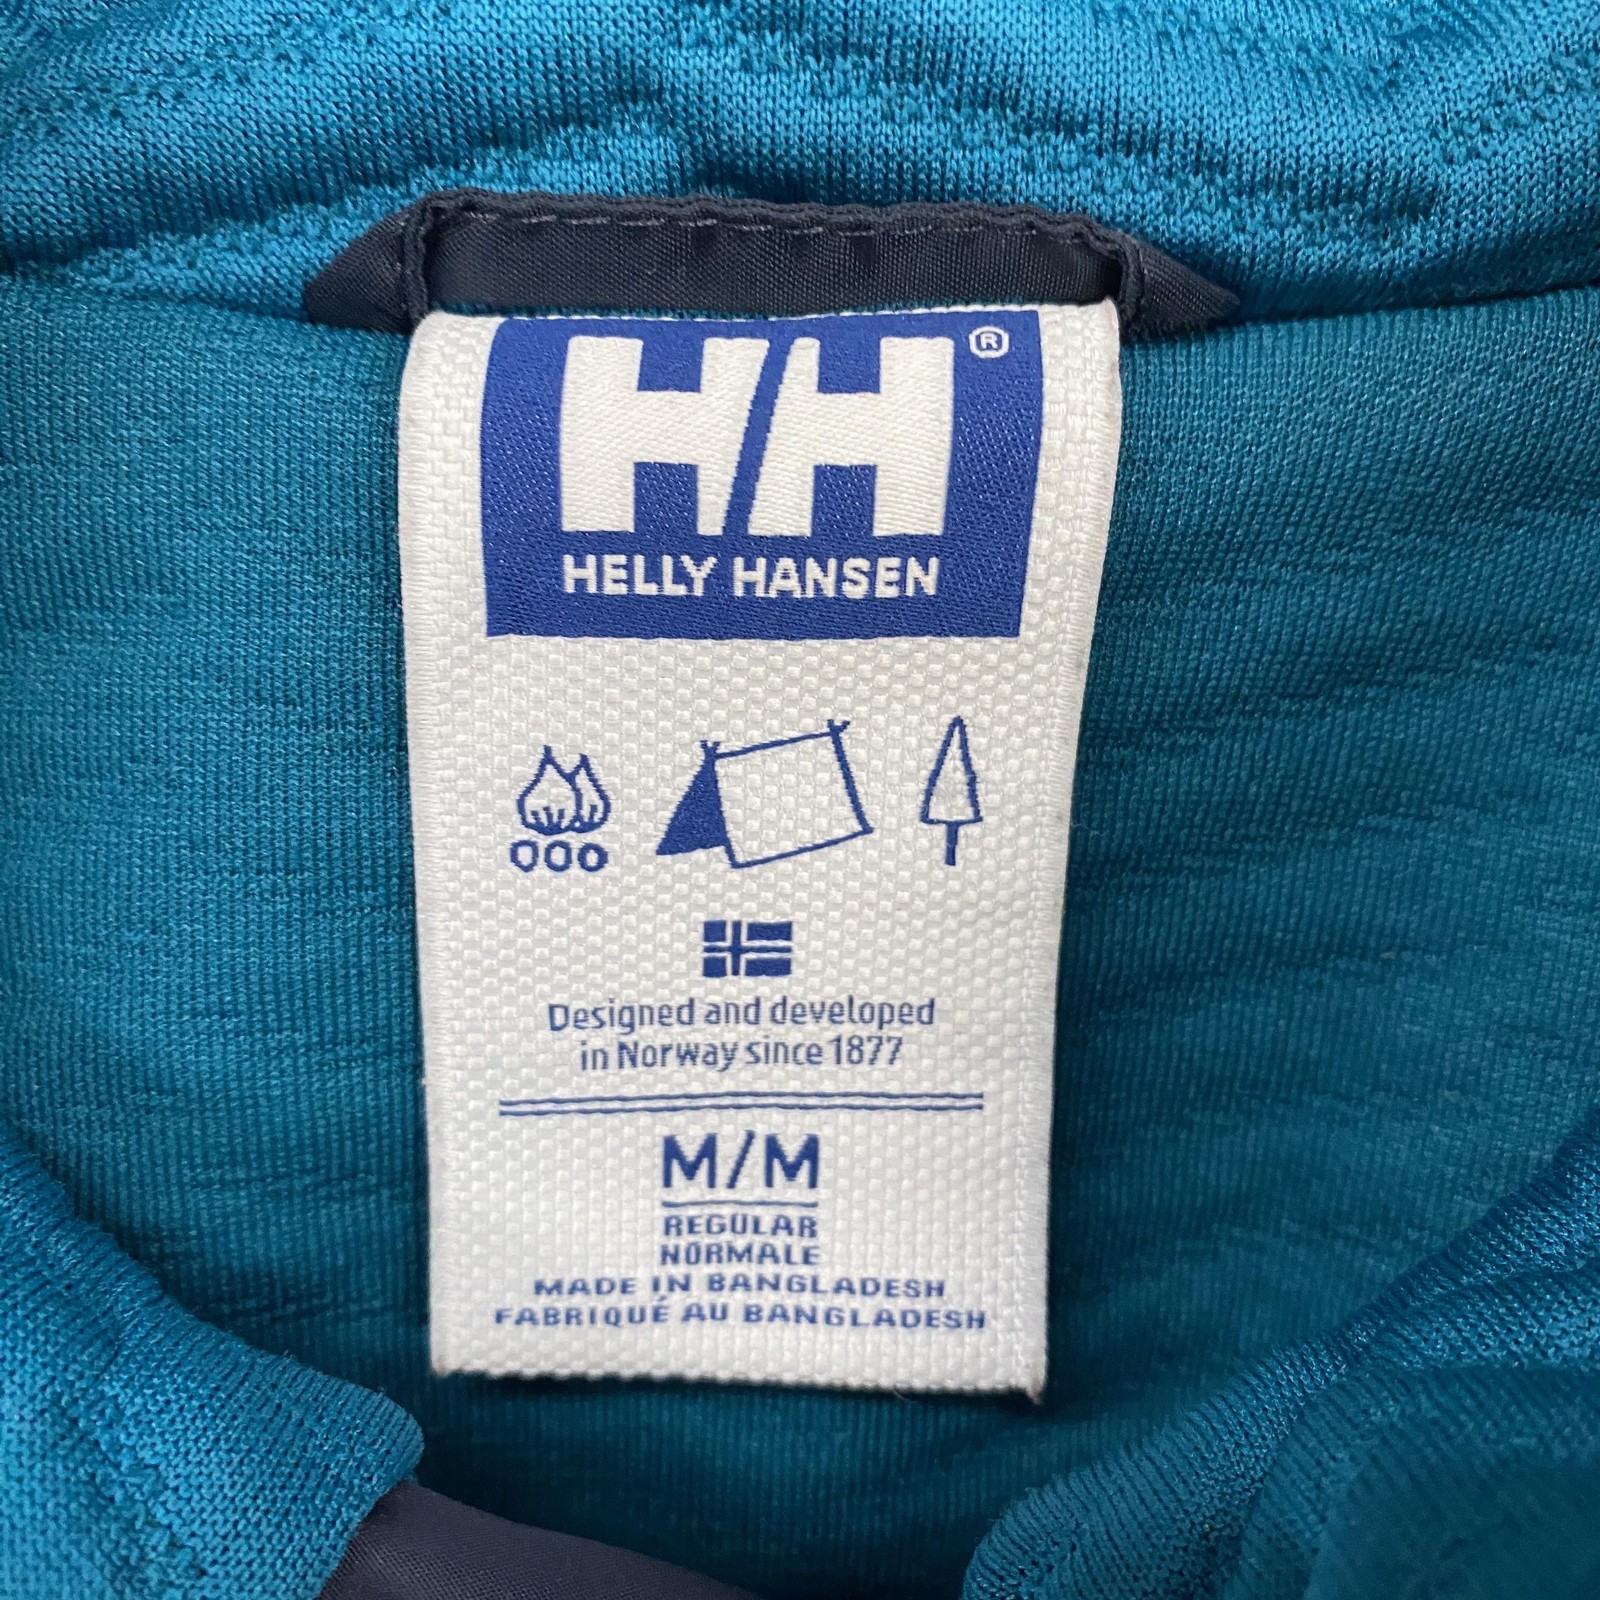 HH®
HELLY HANSEN
Designed and developed
in Norway since 1877
M/M
REGULAR
NORMALE
MADE IN BANGLADESH
FABRIQUÉ AU BANGLADESH